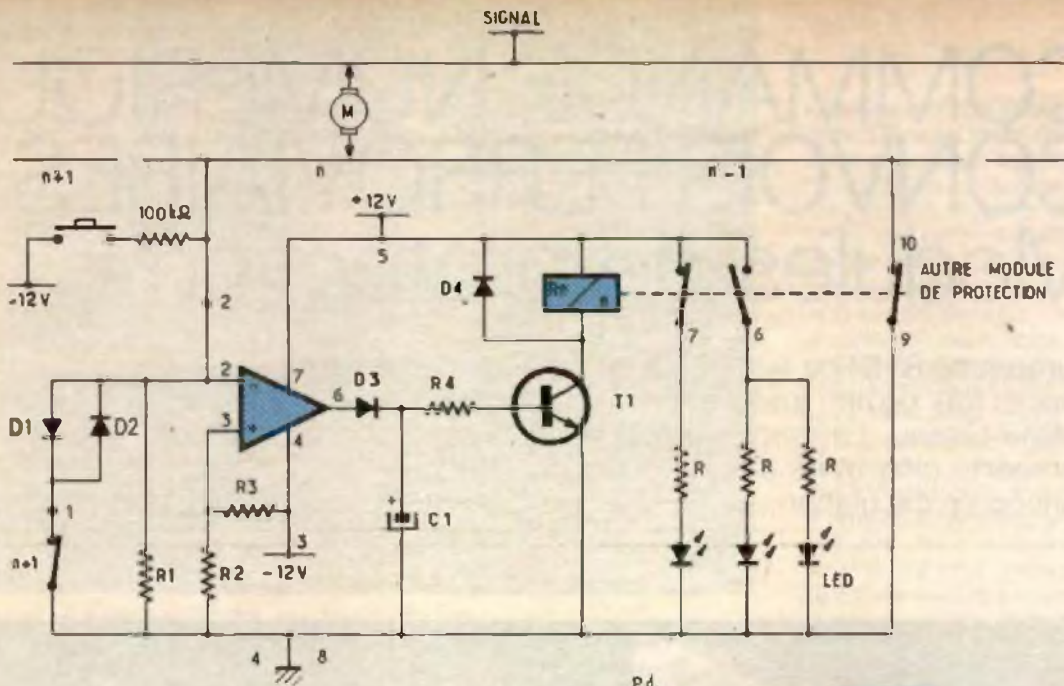 SIGNAL
M
n+1
n
n-1
100kΩ
+12V
5
10
-12V
2
D4
AUTRE MODULE
DE PROTECTION
7
6
9
2
7
6
D3
R4
T1
D1
D2
3
4
+
R3
C1
R
R
R
1
3
-12V
n+1
R1
R2
LED
4
8